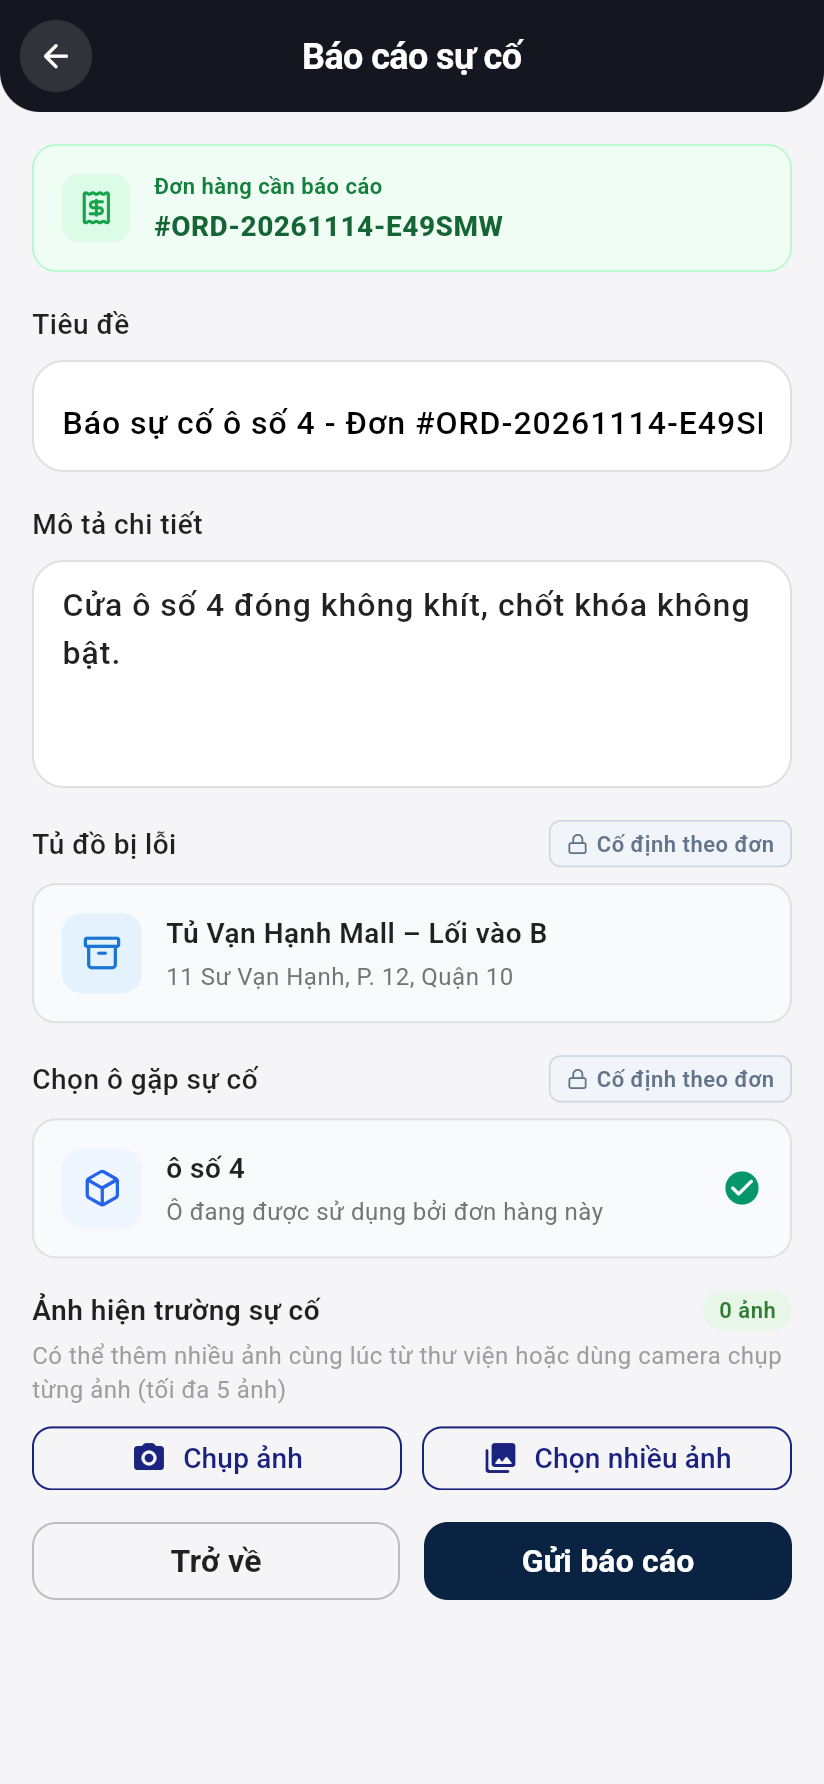 Báo cáo sự cố
Đơn hàng cần báo cáo
#ORD-20261114-E49SMW
Tiêu đề
Báo sự cố ô số 4 - Đơn #ORD-20261114-E49S
Mô tả chi tiết
Cửa ô số 4 đóng không khít, chốt khóa không
bật.
Tủ đồ bị lỗi
Cố định theo đơn
Tủ Vạn Hạnh Mall – Lối vào B
11 Sư Vạn Hạnh, P. 12, Quận 10
Chọn ô gặp sự cố
Cố định theo đơn
ô số 4
Ô đang được sử dụng bởi đơn hàng này
Ảnh hiện trường sự cố
0 ảnh
Có thể thêm nhiều ảnh cùng lúc từ thư viện hoặc dùng camera chụp
từng ảnh (tối đa 5 ảnh)
Chụp ảnh
Chọn nhiều ảnh
Trở về
Gửi báo cáo